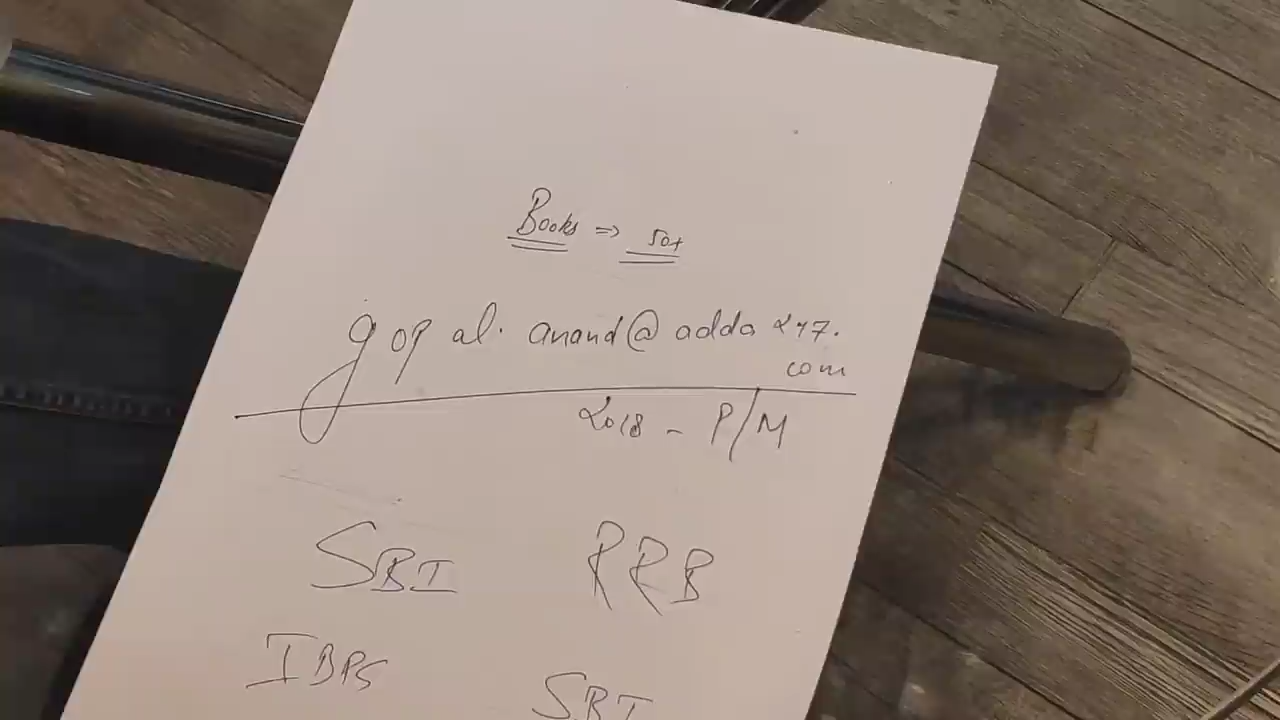 Books => 50+
gopal.anand@adda247.
com
2018 - P/M
SBI RRB
IBPS
SBI